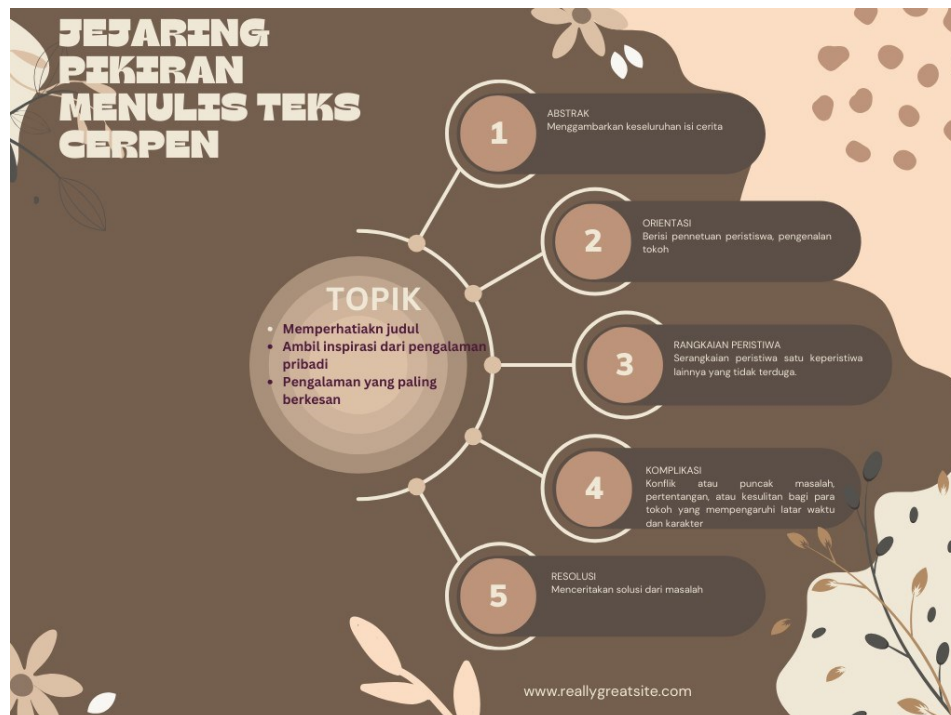 JEJARING
PIKIRAN
MENULIS TEKS
CERPEN
TOPIK
Memperhatiakn judul
Ambil inspirasi dari pengalaman
pribadi
Pengalaman yang paling
berkesan
1
ABSTRAK
Menggambarkan keseluruhan isi cerita
2
ORIENTASI
Berisi pennetuan peristiswa, pengenalan
tokoh
3
RANGKAIAN PERISTIWA
Serangkaian peristiwa satu keperistiwa
lainnya yang tidak terduga.
4
KOMPLIKASI
Konflik atau puncak masalah,
pertentangan, atau kesulitan bagi para
tokoh yang mempengaruhi latar waktu
dan karakter
5
RESOLUSI
Menceritakan solusi dari masalah
www.reallygreatsite.com